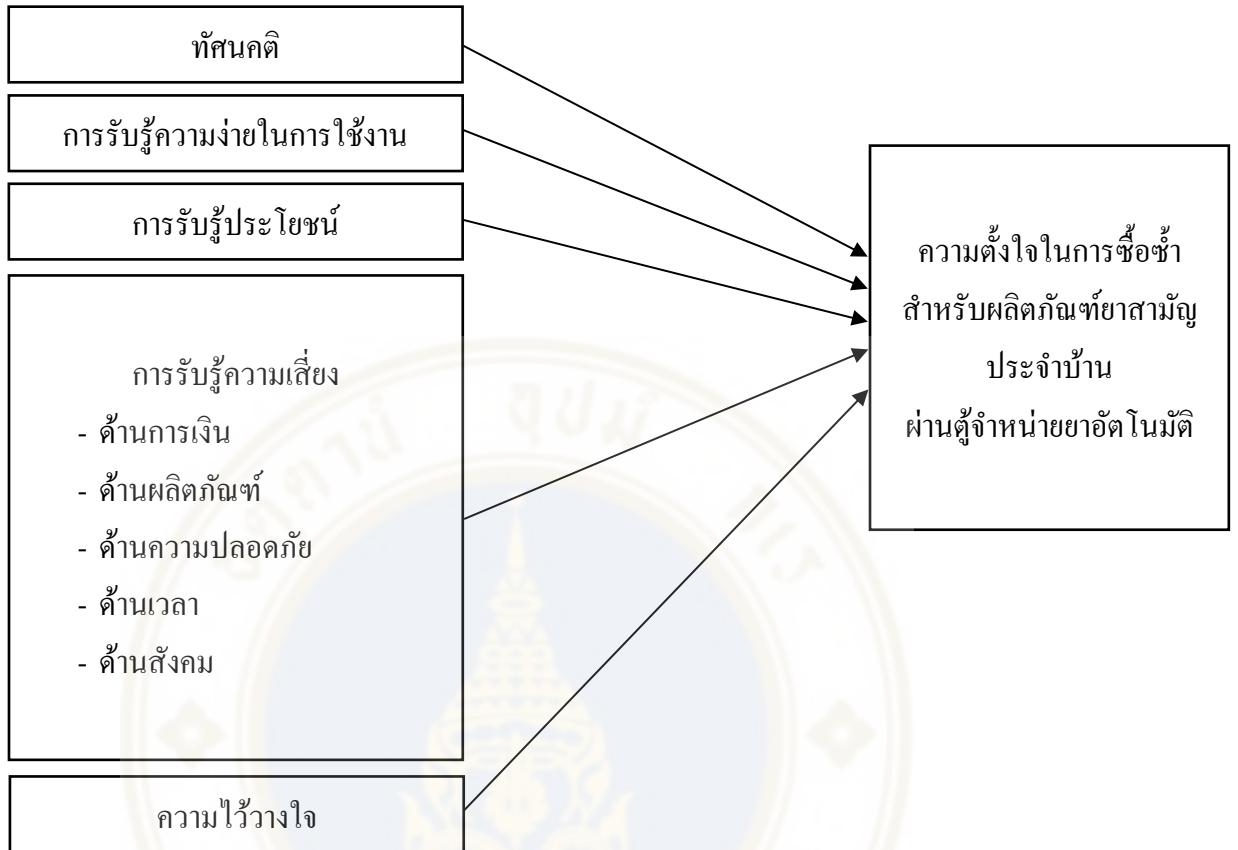 ทัศนคติ
การรับรู้ความง่ายในการใช้งาน
การรับรู้ประโยชน์
การรับรู้ความเสี่ยง
- ด้านการเงิน
- ด้านผลิตภัณฑ์
- ด้านความปลอดภัย
- ด้านเวลา
- ด้านสังคม
ความไว้วางใจ
ความตั้งใจในการซื้อซ้ำ
สำหรับผลิตภัณฑ์ยาสามัญ
ประจำบ้าน
ผ่านตู้จำหน่ายยาอัตโนมัติ